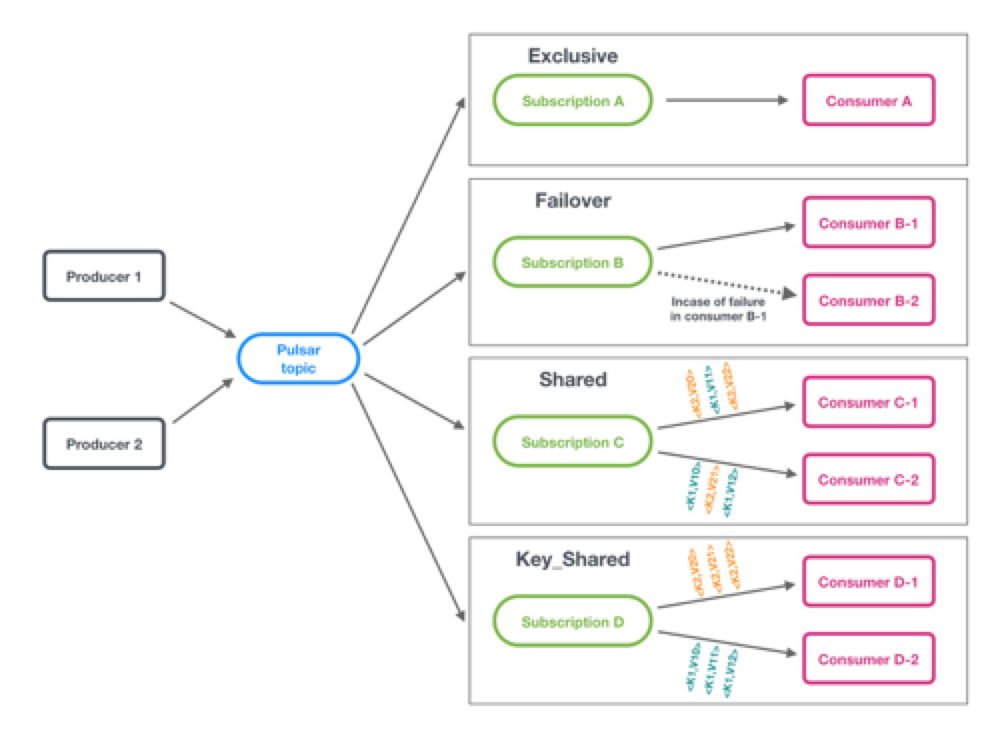 Exclusive
Subscription A
Consumer A
Failover
Subscription B
Consumer B-1
Consumer B-2
Incase of failure
in consumer B-1
Producer 1
Pulsar
topic
Producer 2
Shared
Subscription C
<K2,V20>
<K1,V11>
<K2,V22>
Consumer C-1
<K1,V10>
<K2,V21>
<K1,V12>
Consumer C-2
Key_Shared
Subscription D
<K2,V20>
<K2,V21>
<K2,V22>
Consumer D-1
<K1,V10>
<K1,V11>
<K1,V12>
Consumer D-2